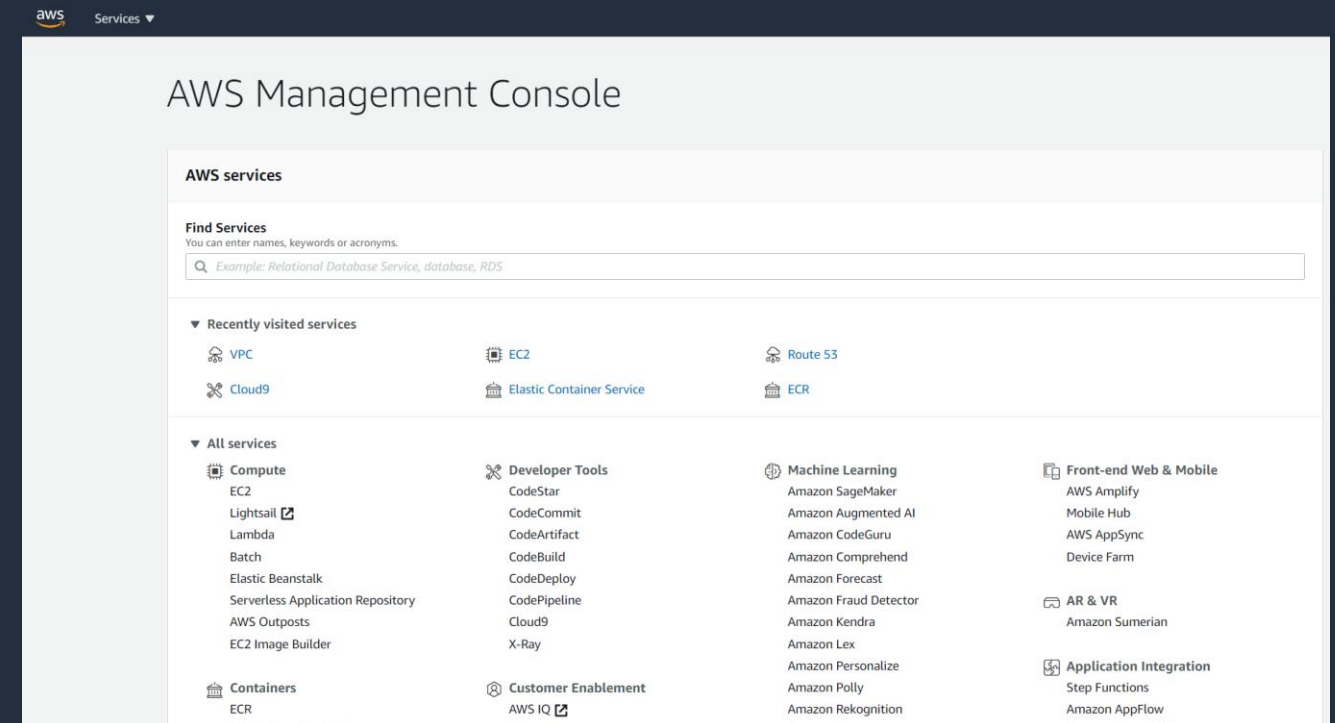 aws Services ▼
AWS Management Console
AWS services
Find Services
You can enter names, keywords or acronyms.
Example: Relational Database Service, database, RDS
▼ Recently visited services
VPC
EC2
Route 53
Cloud9
Elastic Container Service
ECR
▼ All services
Compute
EC2
Lightsail
Lambda
Batch
Elastic Beanstalk
Serverless Application Repository
AWS Outposts
EC2 Image Builder
Containers
ECR
Developer Tools
CodeStar
CodeCommit
CodeArtifact
CodeBuild
CodeDeploy
CodePipeline
Cloud9
X-Ray
Customer Enablement
AWS IQ
Machine Learning
Amazon SageMaker
Amazon Augmented AI
Amazon CodeGuru
Amazon Comprehend
Amazon Forecast
Amazon Fraud Detector
Amazon Kendra
Amazon Lex
Amazon Personalize
Amazon Polly
Amazon Rekognition
Front-end Web & Mobile
AWS Amplify
Mobile Hub
AWS AppSync
Device Farm
AR & VR
Amazon Sumerian
Application Integration
Step Functions
Amazon AppFlow